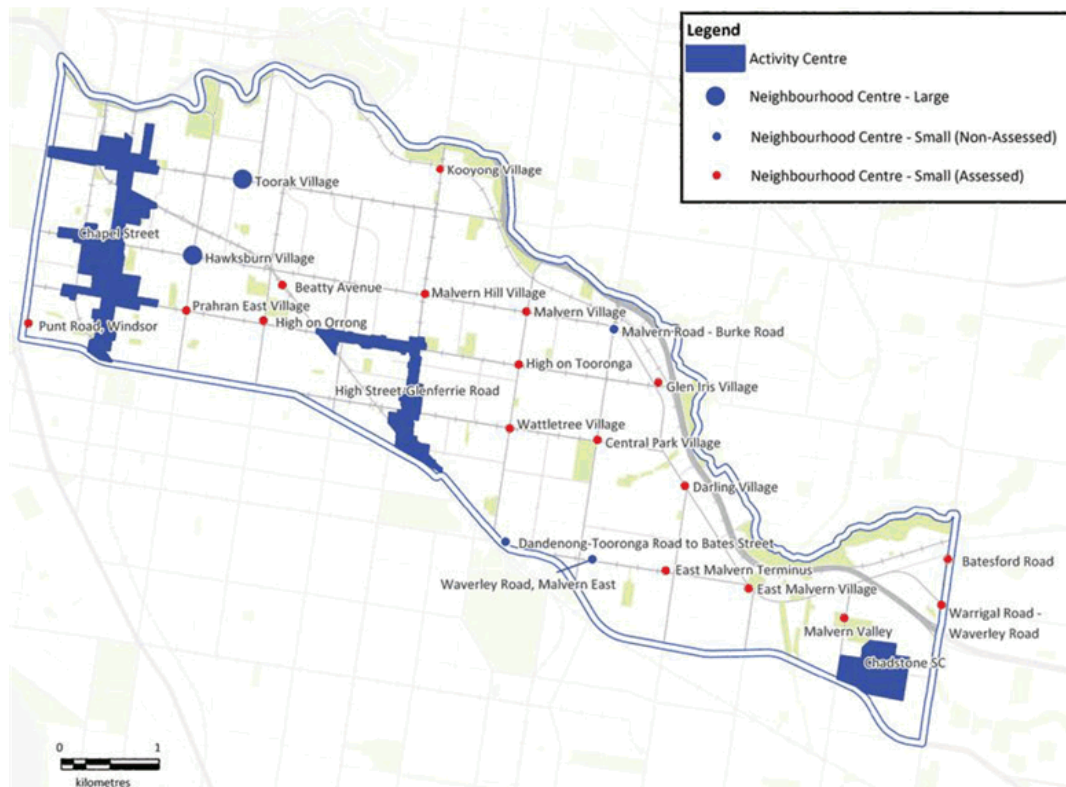 Legend
Activity Centre
Neighbourhood Centre - Large
Neighbourhood Centre - Small (Non-Assessed)
Neighbourhood Centre - Small (Assessed)
Kooyong Village
Toorak Village
Chapel Street
Hawksburn Village
Beatty Avenue
Malvern Hill Village
Prahran East Village
Malvern Village
Punt Road, Windsor
High on Orrong
Malvern Road - Burke Road
High on Tooronga
Glen Iris Village
High Street/Glenferrie Road
Wattletree Village
Central Park Village
Darling Village
Dandenong-Tooronga Road to Bates Street
Batesford Road
East Malvern Terminus
Waverley Road, Malvern East
East Malvern Village
Warrigal Road -
Waverley Road
Malvern Valley
Chadstone SC
0 1
kilometres